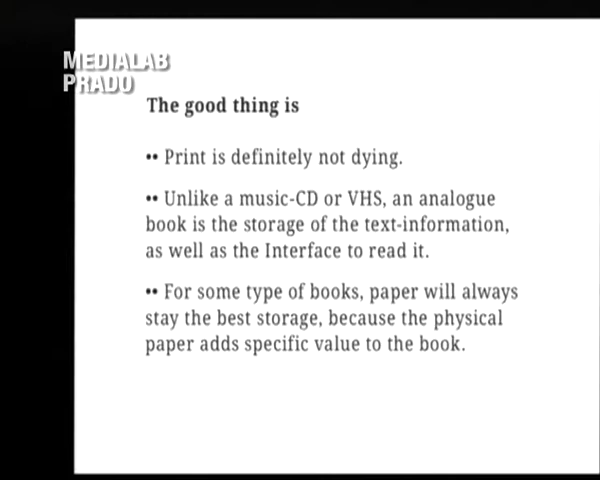 MEDIALAB
PRADO
The good thing is
•• Print is definitely not dying.
•• Unlike a music-CD or VHS, an analogue
book is the storage of the text-information,
as well as the Interface to read it.
•• For some type of books, paper will always
stay the best storage, because the physical
paper adds specific value to the book.